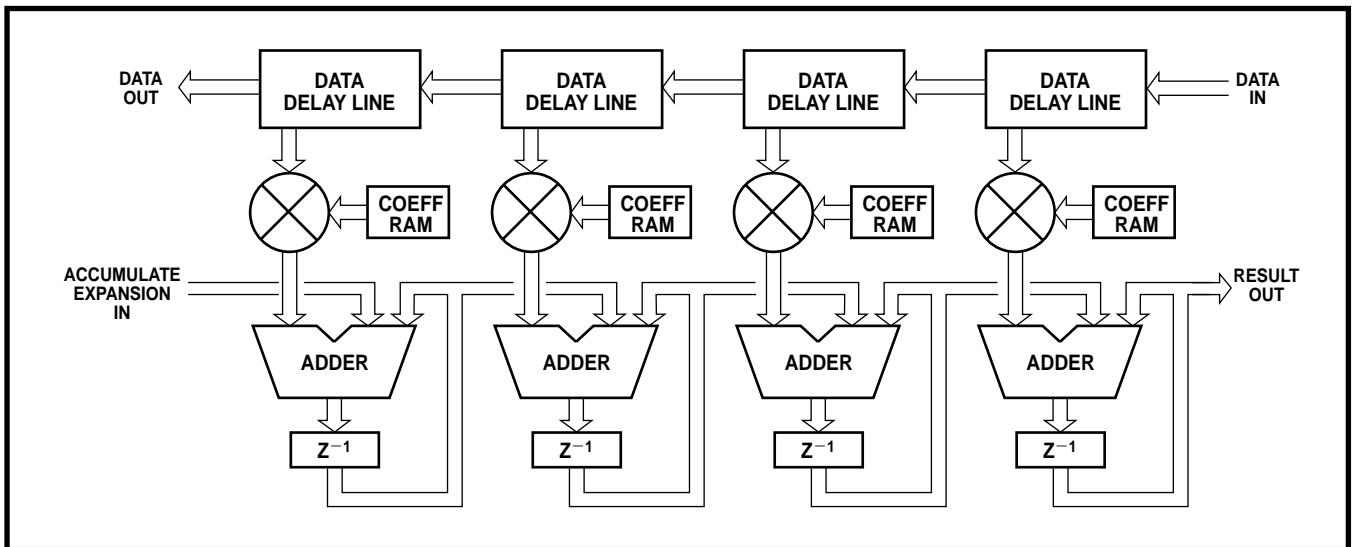 DATA
OUT
DATA
DELAY LINE
DATA
DELAY LINE
DATA
DELAY LINE
DATA
DELAY LINE
DATA
IN
COEFF
RAM
COEFF
RAM
COEFF
RAM
COEFF
RAM
ACCUMULATE
EXPANSION
IN
RESULT
OUT
ADDER
ADDER
ADDER
ADDER
Z⁻¹
Z⁻¹
Z⁻¹
Z⁻¹